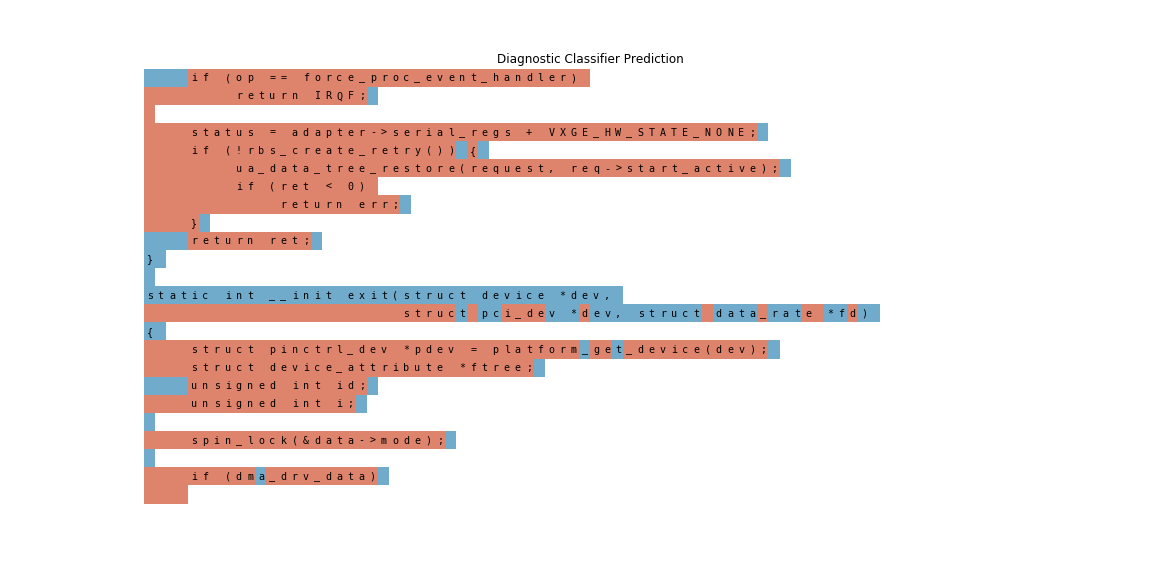 Diagnostic Classifier Prediction
if (op == force_proc_event_handler)
return IRQF;
status = adapter->serial_regs + VXGE_HW_STATE_NONE;
if (!rbs_create_retry()) {
ua_data_tree_restore(request, req->start_active);
if (ret < 0)
return err;
}
return ret;
}
static int __init exit(struct device *dev,
struct pci_dev *dev, struct data_rate *fd)
{
struct pinctrl_dev *pdev = platform_get_device(dev);
struct device_attribute *ftree;
unsigned int id;
unsigned int i;
spin_lock(&data->mode);
if (dma_drv_data)